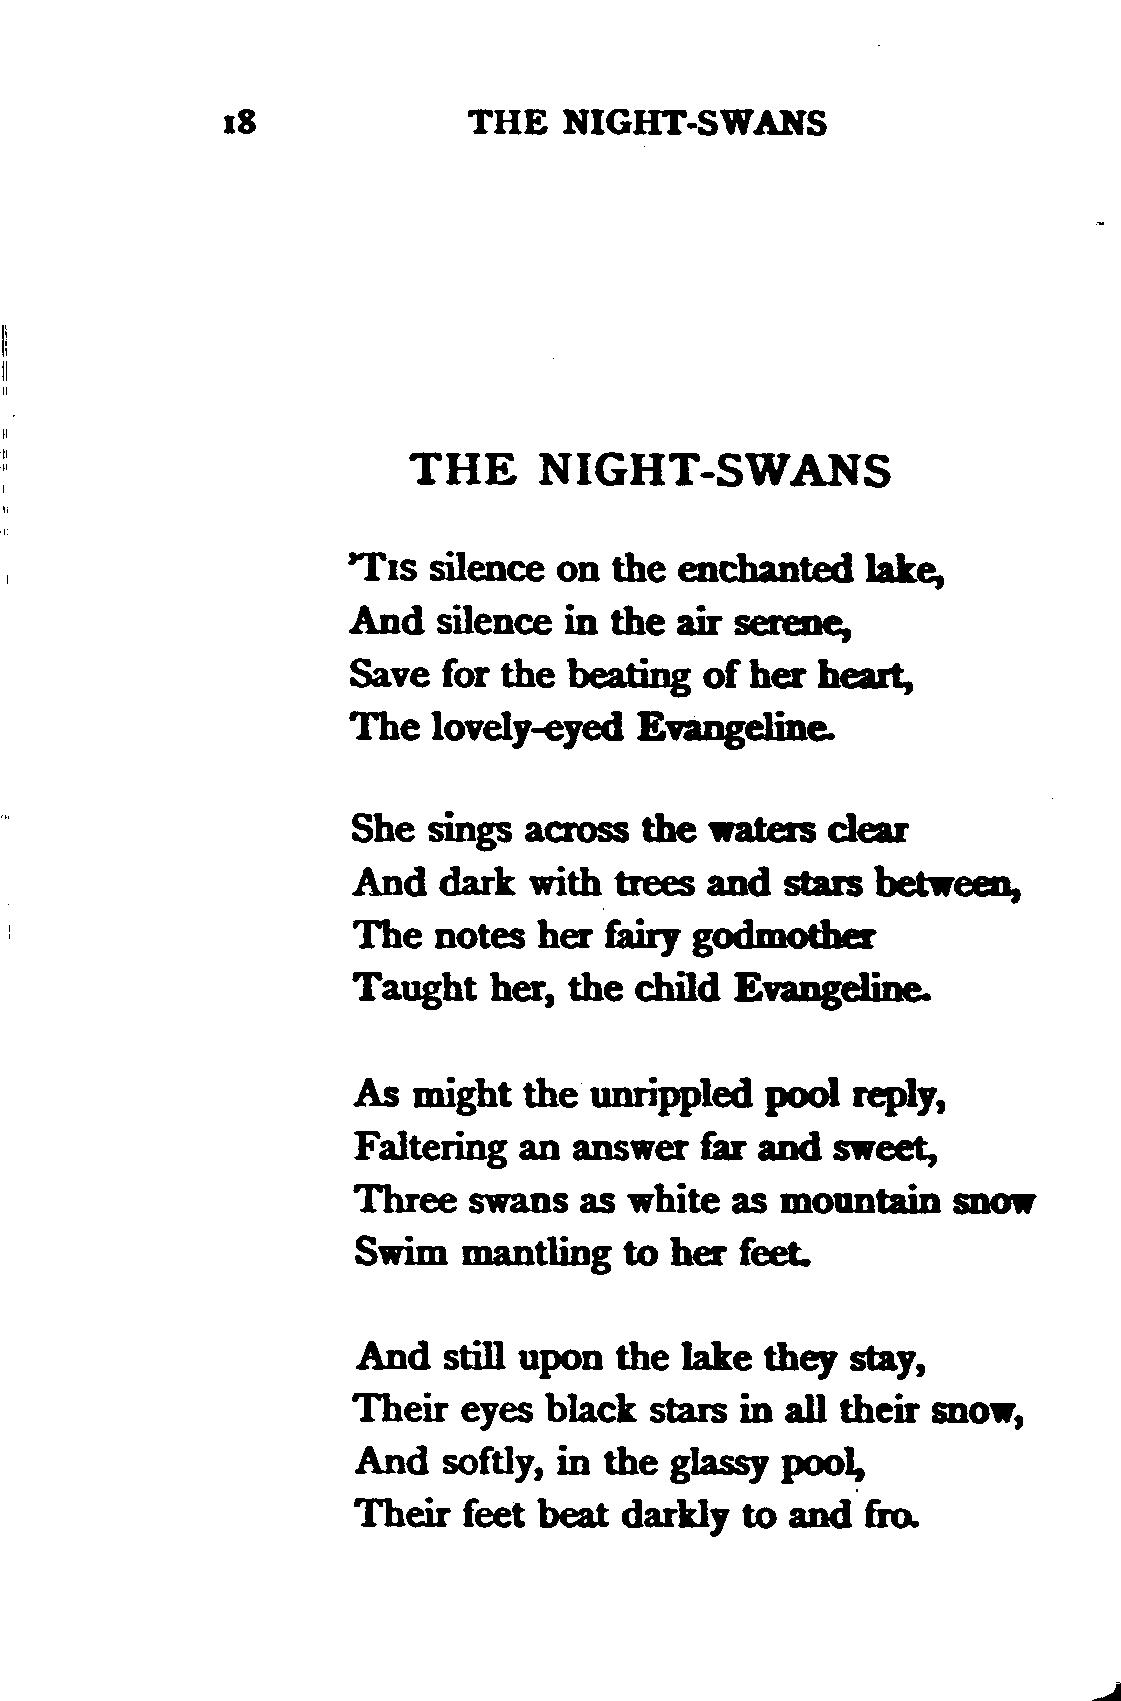 18 THE NIGHT-SWANS
THE NIGHT-SWANS
'Tis silence on the enchanted lake,
And silence in the air serene,
Save for the beating of her heart,
The lovely-eyed Evangeline.
She sings across the waters clear
And dark with trees and stars between,
The notes her fairy godmother
Taught her, the child Evangeline.
As might the unrippled pool reply,
Faltering an answer far and sweet,
Three swans as white as mountain snow
Swim mantling to her feet.
And still upon the lake they stay,
Their eyes black stars in all their snow,
And softly, in the glassy pool,
Their feet beat darkly to and fro.